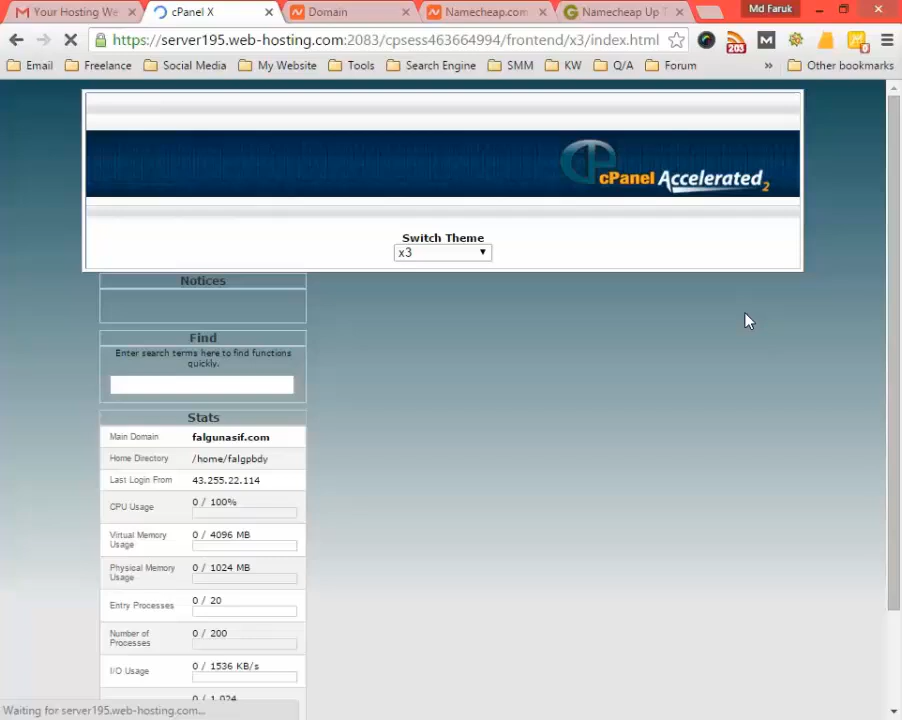 Your Hosting We
cPanel X
Domain
Namecheap.com
Namecheap Up T
Md Faruk
https://server195.web-hosting.com:2083/cpsess463664994/frontend/x3/index.html
203
Email
Freelance
Social Media
My Website
Tools
Search Engine
SMM
KW
Q/A
Forum
»
Other bookmarks
cPanel Accelerated2
Switch Theme
x3
Notices
Find
Enter search terms here to find functions
quickly.
Stats
Main Domain falgunasif.com
Home Directory /home/falgpbdy
Last Login From 43.255.22.114
CPU Usage 0 / 100%
Virtual Memory
Usage
0 / 4096 MB
Physical Memory
Usage
0 / 1024 MB
Entry Processes 0 / 20
Number of
Processes
0 / 200
I/O Usage 0 / 1536 KB/s
0 / 1,024
Waiting for server195.web-hosting.com...